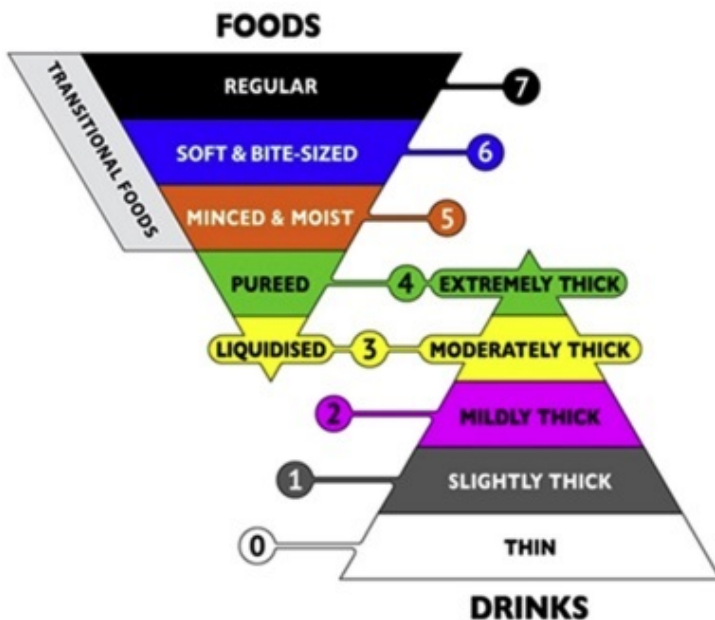 FOODS
TRANSITIONAL FOODS
REGULAR
7
SOFT & BITE-SIZED
6
MINCED & MOIST
5
PUREED
4
EXTREMELY THICK
LIQUIDISED
3
MODERATELY THICK
2
MILDLY THICK
1
SLIGHTLY THICK
0
THIN
DRINKS